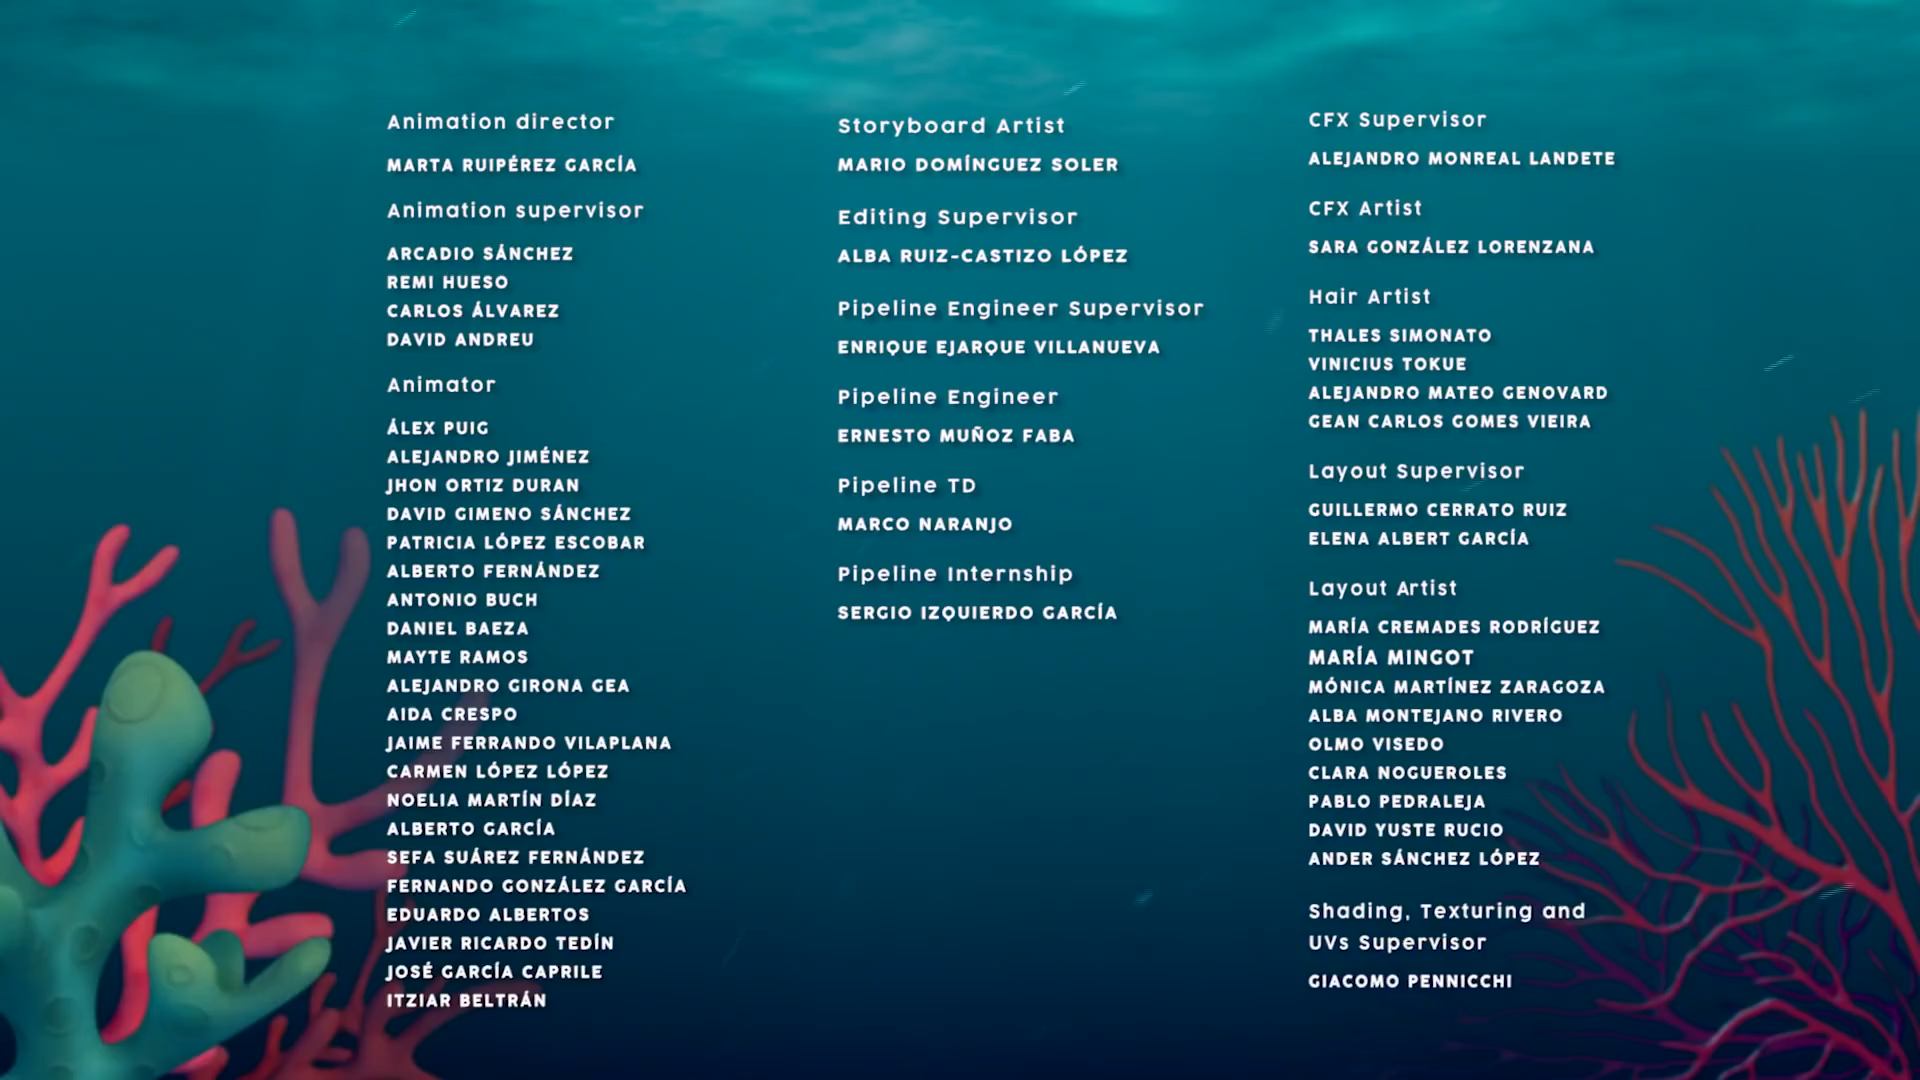 Animation director
MARTA RUIPÉREZ GARCÍA
Animation supervisor
ARCADIO SÁNCHEZ
REMI HUESO
CARLOS ÁLVAREZ
DAVID ANDREU
Animator
ÁLEX PUIG
ALEJANDRO JIMÉNEZ
JHON ORTIZ DURAN
DAVID GIMENO SÁNCHEZ
PATRICIA LÓPEZ ESCOBAR
ALBERTO FERNÁNDEZ
ANTONIO BUCH
DANIEL BAEZA
MAYTE RAMOS
ALEJANDRO GIRONA GEA
AIDA CRESPO
JAIME FERRANDO VILAPLANA
CARMEN LÓPEZ LÓPEZ
NOELIA MARTÍN DÍAZ
ALBERTO GARCÍA
SEFA SUÁREZ FERNÁNDEZ
FERNANDO GONZÁLEZ GARCÍA
EDUARDO ALBERTOS
JAVIER RICARDO TEDÍN
JOSÉ GARCÍA CAPRILE
ITZIAR BELTRÁN
Storyboard Artist
MARIO DOMÍNGUEZ SOLER
Editing Supervisor
ALBA RUIZ-CASTIZO LÓPEZ
Pipeline Engineer Supervisor
ENRIQUE EJARQUE VILLANUEVA
Pipeline Engineer
ERNESTO MUÑOZ FABA
Pipeline TD
MARCO NARANJO
Pipeline Internship
SERGIO IZQUIERDO GARCÍA
CFX Supervisor
ALEJANDRO MONREAL LANDETE
CFX Artist
SARA GONZÁLEZ LORENZANA
Hair Artist
THALES SIMONATO
VINICIUS TOKUE
ALEJANDRO MATEO GENOVARD
GEAN CARLOS GOMES VIEIRA
Layout Supervisor
GUILLERMO CERRATO RUIZ
ELENA ALBERT GARCÍA
Layout Artist
MARÍA CREMADES RODRÍGUEZ
MARÍA MINGOT
MÓNICA MARTÍNEZ ZARAGOZA
ALBA MONTEJANO RIVERO
OLMO VISEDO
CLARA NOGUEROLES
PABLO PEDRALEJA
DAVID YUSTE RUCIO
ANDER SÁNCHEZ LÓPEZ
Shading, Texturing and
UVs Supervisor
GIACOMO PENNICCHI